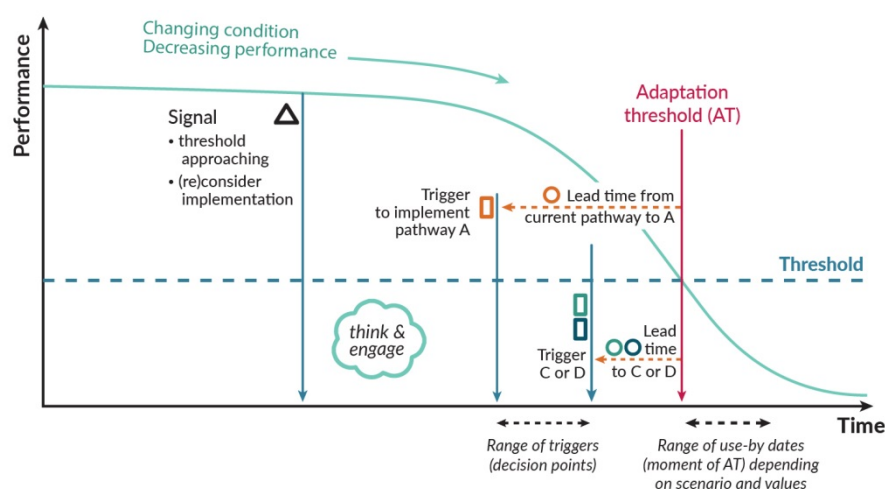 Changing condition
Decreasing performance
Performance
Signal
• threshold
approaching
• (re)consider
implementation
Adaptation
threshold (AT)
Trigger
to implement
pathway A
Lead time from
current pathway to A
Threshold
think &
engage
Trigger
C or D
Lead
time
to C or D
Time
Range of triggers
(decision points)
Range of use-by dates
(moment of AT) depending
on scenario and values